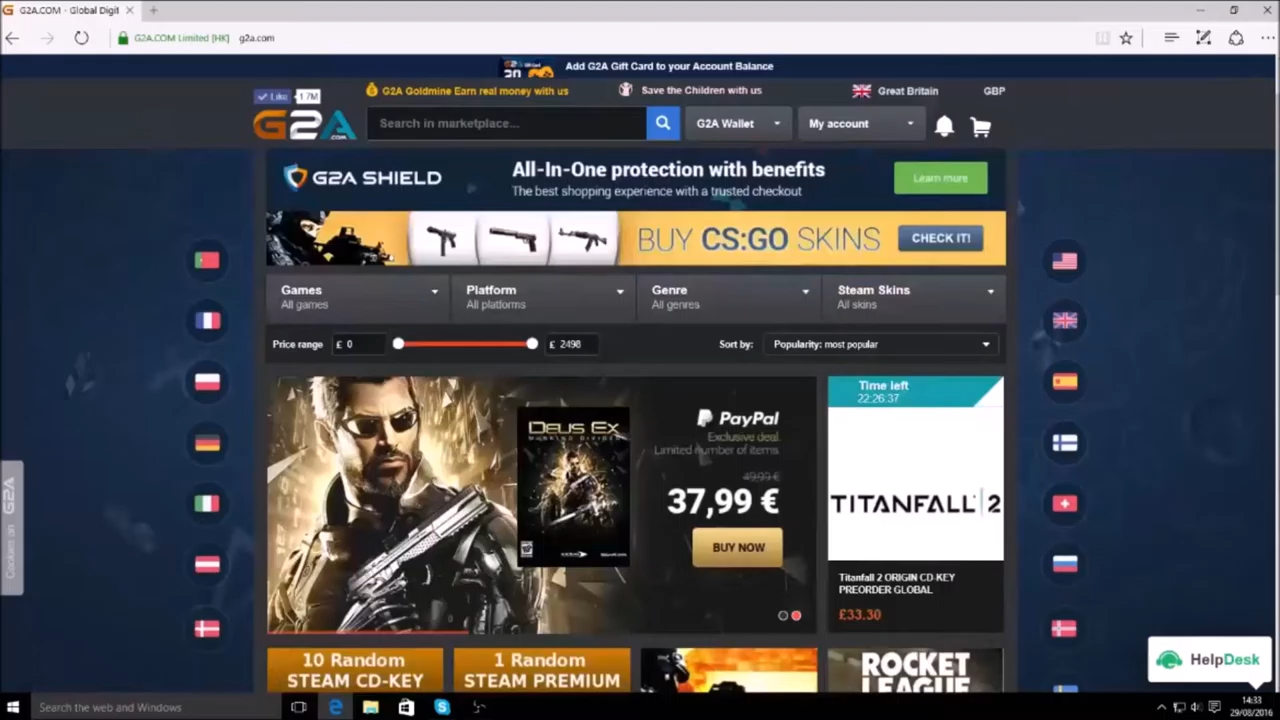 G2A.COM - Global Digit
G2A.COM Limited [HK] g2a.com
Add G2A Gift Card to your Account Balance
Like 1.7M
G2A Goldmine Earn real money with us
Save the Children with us
Great Britain
GBP
G2A
Search in marketplace...
G2A Wallet
My account
G2A SHIELD
All-In-One protection with benefits
The best shopping experience with a trusted checkout
Learn more
BUY CS:GO SKINS
CHECK IT!
Games
All games
Platform
All platforms
Genre
All genres
Steam Skins
All skins
Price range £ 0 £ 2498
Sort by: Popularity: most popular
DEUS EX
MANKIND DIVIDED
PayPal
Exclusive deal
Limited number of items
49,99 €
37,99 €
BUY NOW
Time left
22:26:37
TITANFALL 2
Titanfall 2 ORIGIN CD-KEY
PREORDER GLOBAL
£33.30
Cookies on G2A
10 Random
STEAM CD-KEY
1 Random
STEAM PREMIUM
ROCKET
LEAGUE
HelpDesk
Search the web and Windows
14:33
29/08/2016